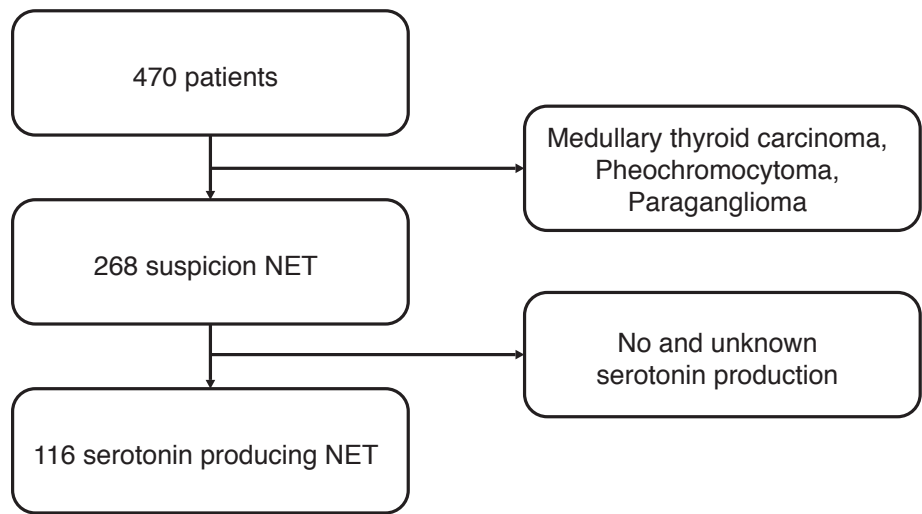 470 patients
Medullary thyroid carcinoma,
Pheochromocytoma,
Paraganglioma
268 suspicion NET
No and unknown
serotonin production
116 serotonin producing NET